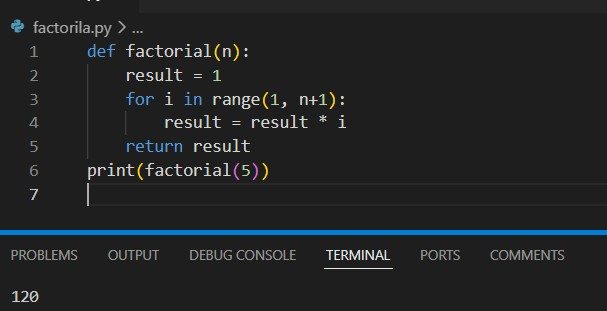 factorila.py > ...
1 def factorial(n):
2     result = 1
3     for i in range(1, n+1):
4         result = result * i
5     return result
6 print(factorial(5))
7
PROBLEMS OUTPUT DEBUG CONSOLE TERMINAL PORTS COMMENTS
120